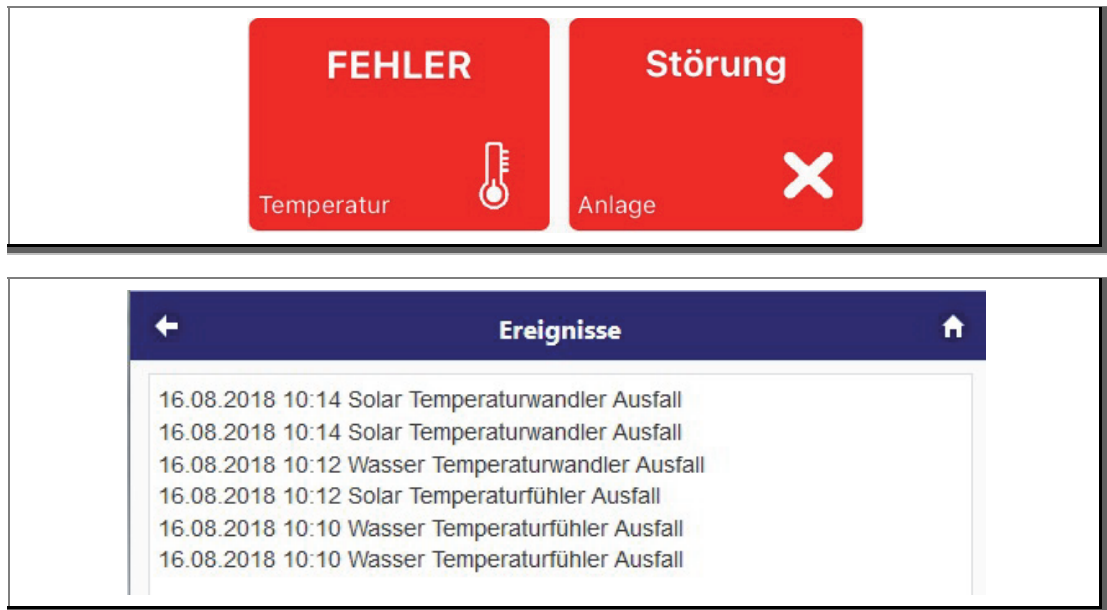 FEHLER
Temperatur
Störung
Anlage
Ereignisse
16.08.2018 10:14 Solar Temperaturwandler Ausfall
16.08.2018 10:14 Solar Temperaturwandler Ausfall
16.08.2018 10:12 Wasser Temperaturwandler Ausfall
16.08.2018 10:12 Solar Temperaturfühler Ausfall
16.08.2018 10:10 Wasser Temperaturfühler Ausfall
16.08.2018 10:10 Wasser Temperaturfühler Ausfall